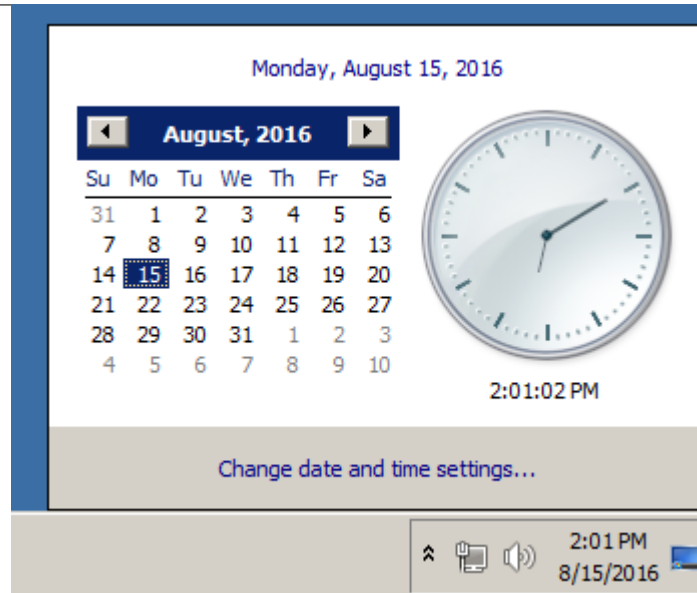 Monday, August 15, 2016
August, 2016
Su Mo Tu We Th Fr Sa
31 1 2 3 4 5 6
7 8 9 10 11 12 13
14 15 16 17 18 19 20
21 22 23 24 25 26 27
28 29 30 31 1 2 3
4 5 6 7 8 9 10
2:01:02 PM
Change date and time settings...
2:01 PM
8/15/2016